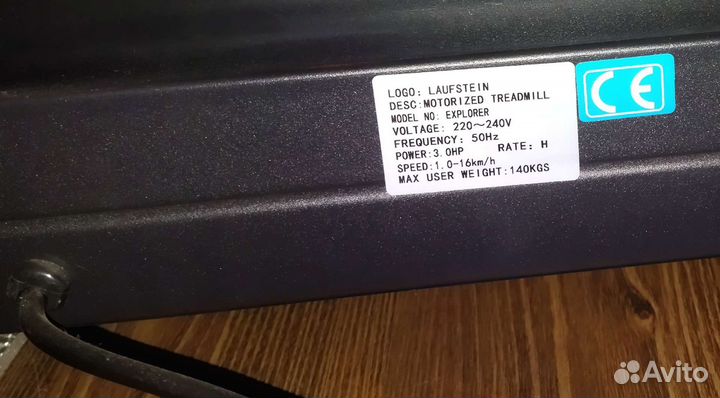 LOGO: LAUFSTEIN
DESC:MOTORIZED TREADMILL
MODEL NO: EXPLORER
VOLTAGE: 220～240V
FREQUENCY: 50Hz
POWER:3.0HP RATE: H
SPEED:1.0-16km/h
MAX USER WEIGHT:140KGS
CE
Avito